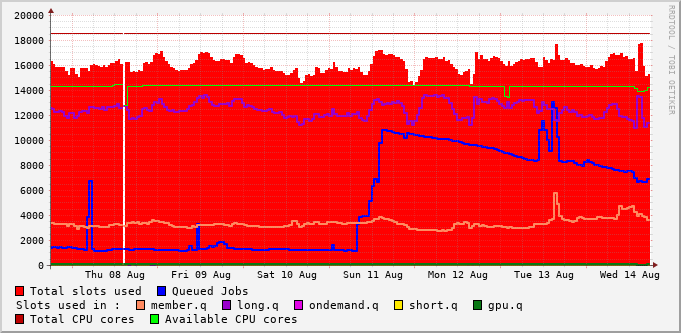 RRDTOOL / TOBI OETIKER
20000
18000
16000
14000
12000
10000
8000
6000
4000
2000
0
Thu 08 Aug Fri 09 Aug Sat 10 Aug Sun 11 Aug Mon 12 Aug Tue 13 Aug Wed 14 Aug
Total slots used Queued Jobs
Slots used in : member.q long.q ondemand.q short.q gpu.q
Total CPU cores Available CPU cores